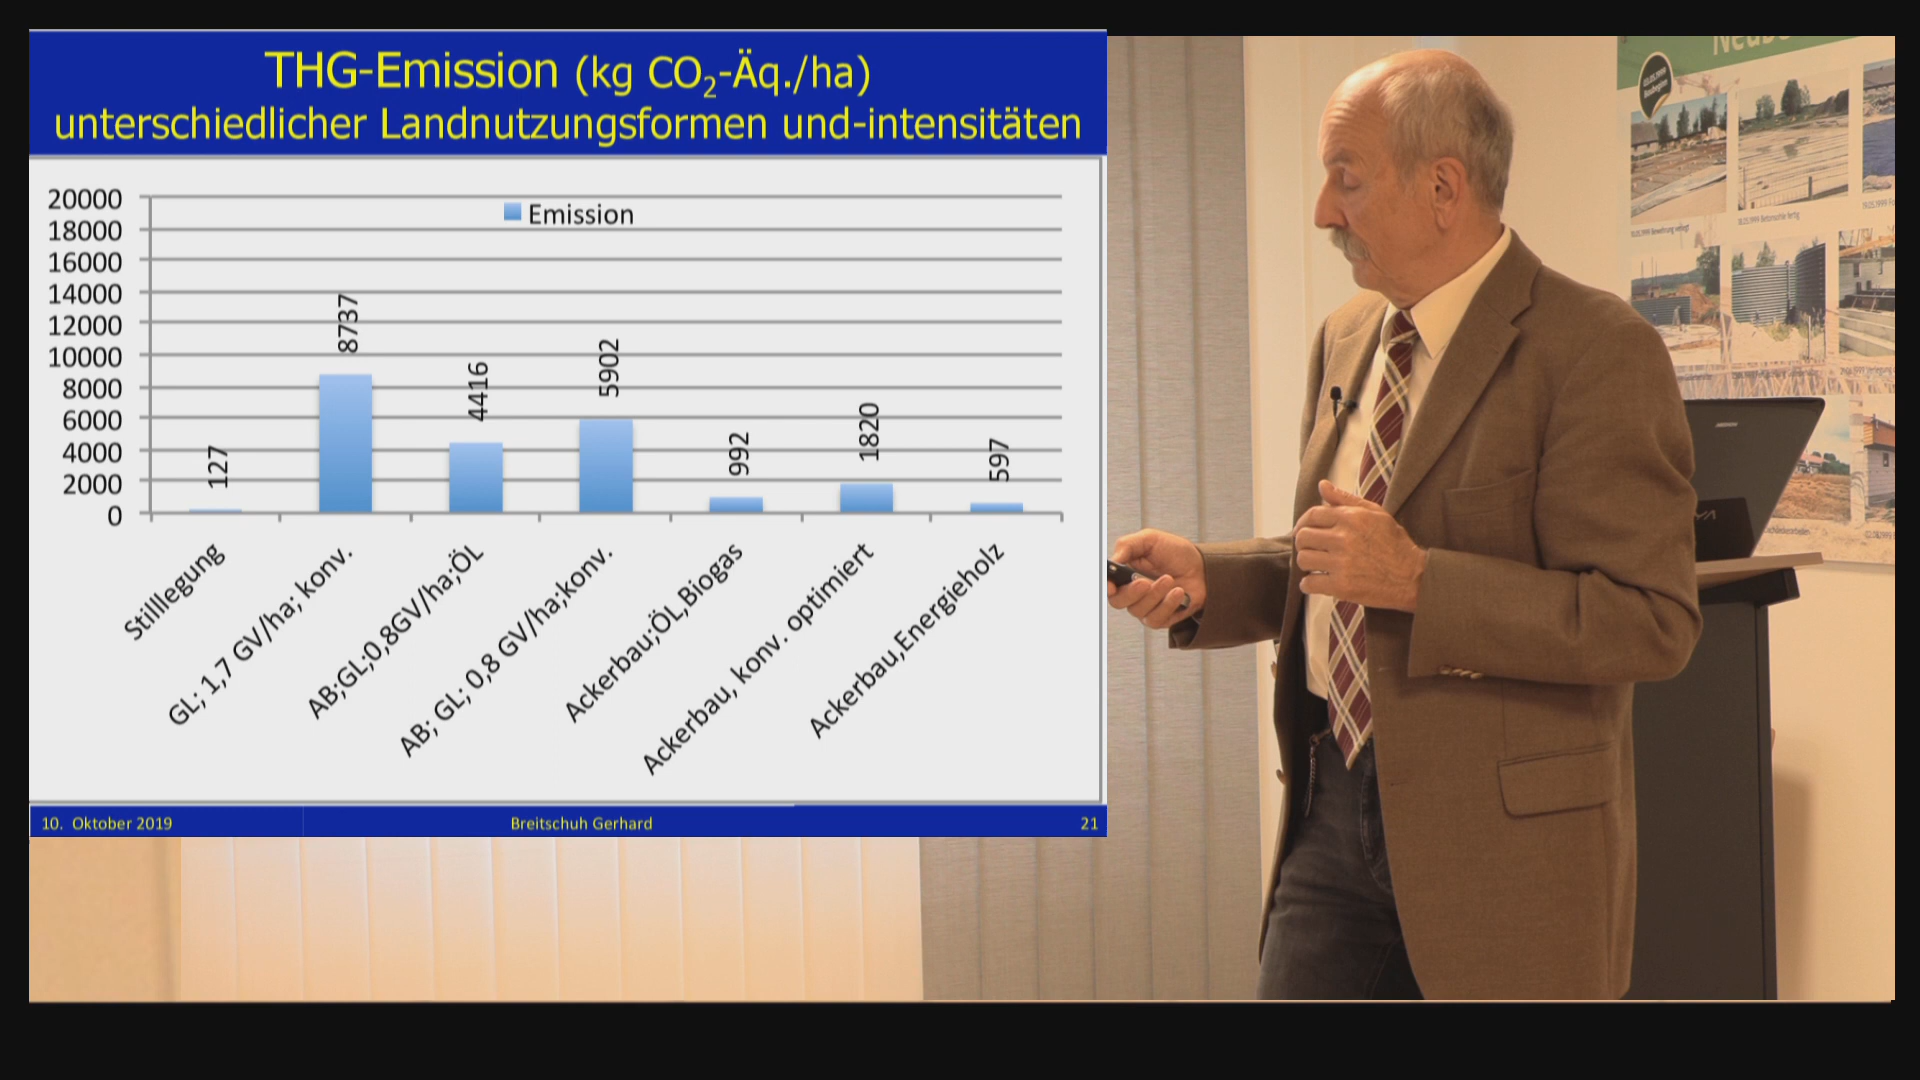 THG-Emission (kg CO₂-Äq./ha)
unterschiedlicher Landnutzungsformen und-intensitäten
20000
18000
16000
14000
12000
10000
8000
6000
4000
2000
0
Emission
127
8737
4416
5902
992
1820
597
Stilllegung
GL; 1,7 GV/ha; konv.
AB;GL;0,8GV/ha;ÖL
AB; GL; 0,8 GV/ha;konv.
Ackerbau;ÖL,Biogas
Ackerbau, konv. optimiert
Ackerbau,Energieholz
10. Oktober 2019
Breitschuh Gerhard
21